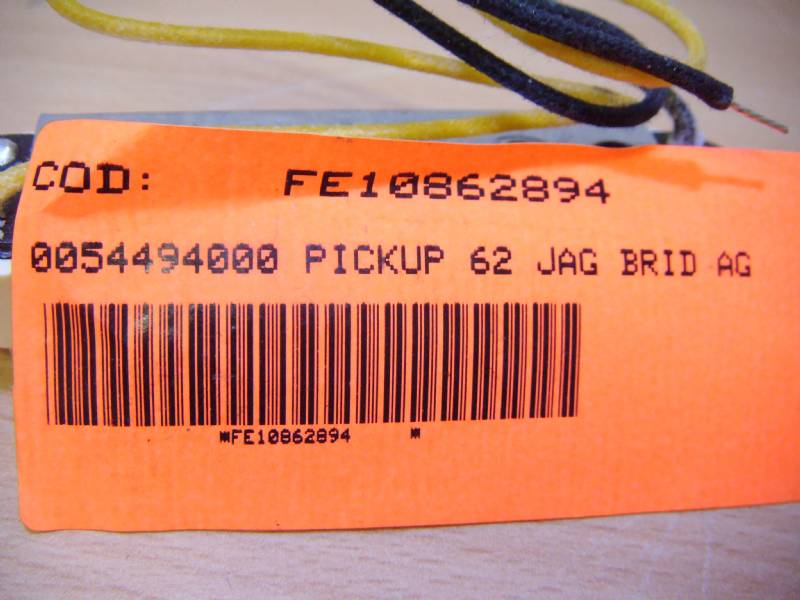 COD: FE10862894
0054494000 PICKUP 62 JAG BRID AG
*FE10862894 *